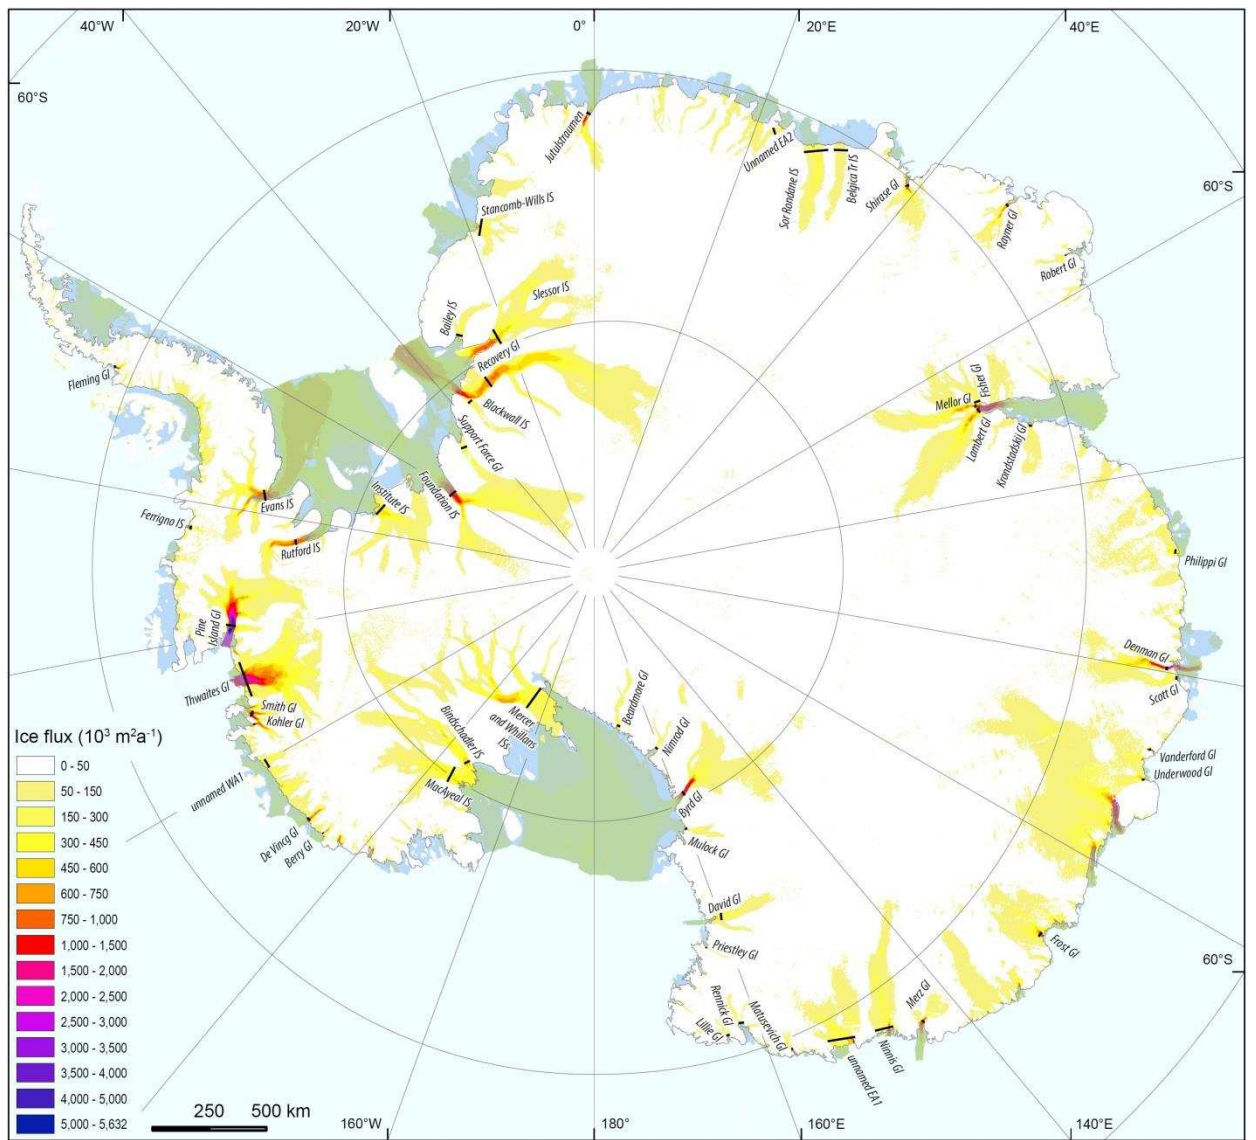 40°W
20°W
0°
20°E
40°E
60°S
60°S
Jutulstraumen
Unnamed EA2
Sor Rondane IS
Belgica Tr IS
Shirase Gl
Rayner Gl
Robert Gl
Stancomb-Wills IS
Slessor IS
Bailey IS
Recovery Gl
Blackwall IS
Support Force Gl
Foundation IS
Institute IS
Fleming Gl
Evans IS
Rutford IS
Ferrigno IS
Mellor Gl
Fisher Gl
Lambert Gl
Krondstadskij Gl
Philippi Gl
Denman Gl
Scott Gl
Vanderford Gl
Underwood Gl
Pine
Island Gl
Thwaites Gl
Smith Gl
Kohler Gl
unnamed WA1
De Vincq Gl
Berry Gl
Mercer
and Whillans
ISs
Bindschadler IS
MacAyeal IS
Beardmore Gl
Nimrod Gl
Byrd Gl
Mulock Gl
David Gl
Priestley Gl
Rennick Gl
Lillie Gl
Matusevich Gl
unnamed EA1
Ninnis Gl
Merz Gl
Frost Gl
60°S
Ice flux (10³ m²a⁻¹)
0 - 50
50 - 150
150 - 300
300 - 450
450 - 600
600 - 750
750 - 1,000
1,000 - 1,500
1,500 - 2,000
2,000 - 2,500
2,500 - 3,000
3,000 - 3,500
3,500 - 4,000
4,000 - 5,000
5,000 - 5,632
250 500 km
160°W
180°
160°E
140°E